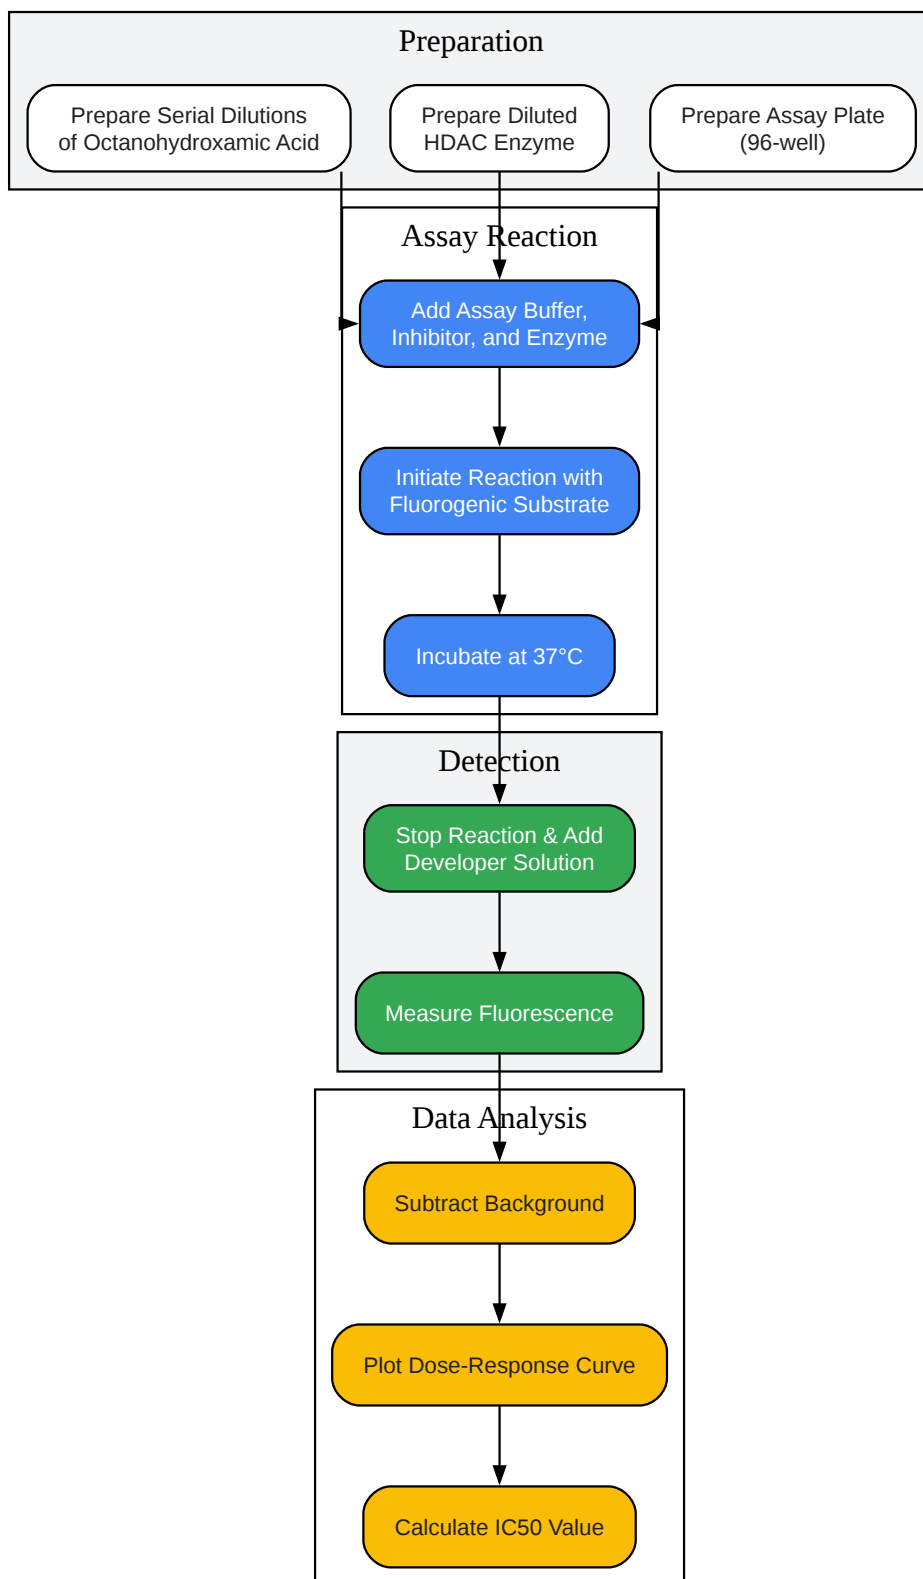 Preparation
Prepare Serial Dilutions
of Octanohydroxamic Acid
Prepare Diluted
HDAC Enzyme
Prepare Assay Plate
(96-well)
Assay Reaction
Add Assay Buffer,
Inhibitor, and Enzyme
Initiate Reaction with
Fluorogenic Substrate
Incubate at 37°C
Detection
Stop Reaction & Add
Developer Solution
Measure Fluorescence
Data Analysis
Subtract Background
Plot Dose-Response Curve
Calculate IC50 Value